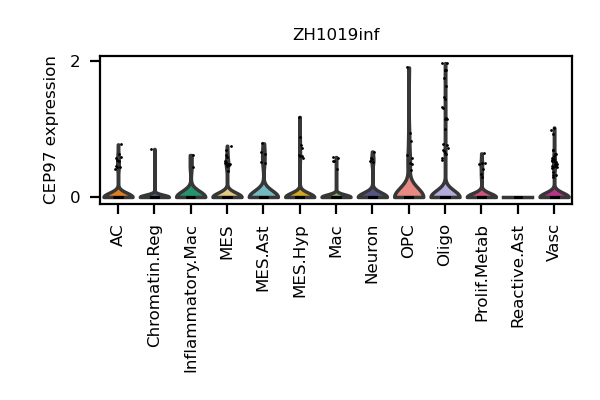 ZH1019inf
CEP97 expression
2
0
AC
Chromatin.Reg
Inflammatory.Mac
MES
MES.Ast
MES.Hyp
Mac
Neuron
OPC
Oligo
Prolif.Metab
Reactive.Ast
Vasc